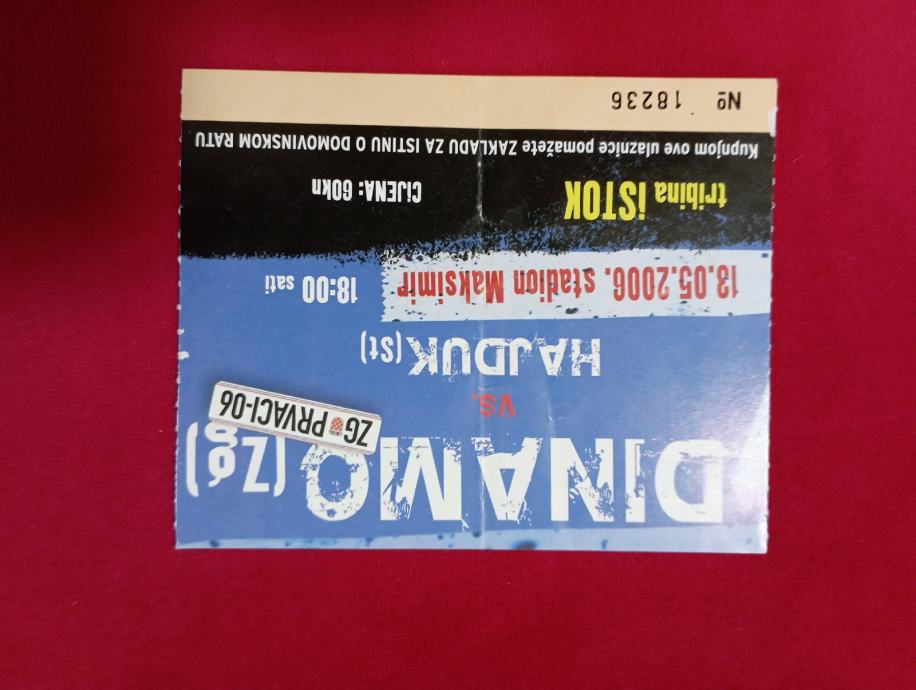 DINAMO (Zg)
ZG PRVACI-06
vs.
HAJDUK (St)
13.05.2006. stadion Maksimir 18:00 sati
tribina iSTOK CiJENA: 60kn
Kupnjom ove ulaznice pomažete ZAKLADU ZA ISTINU O DOMOVINSKOM RATU
№ 18236